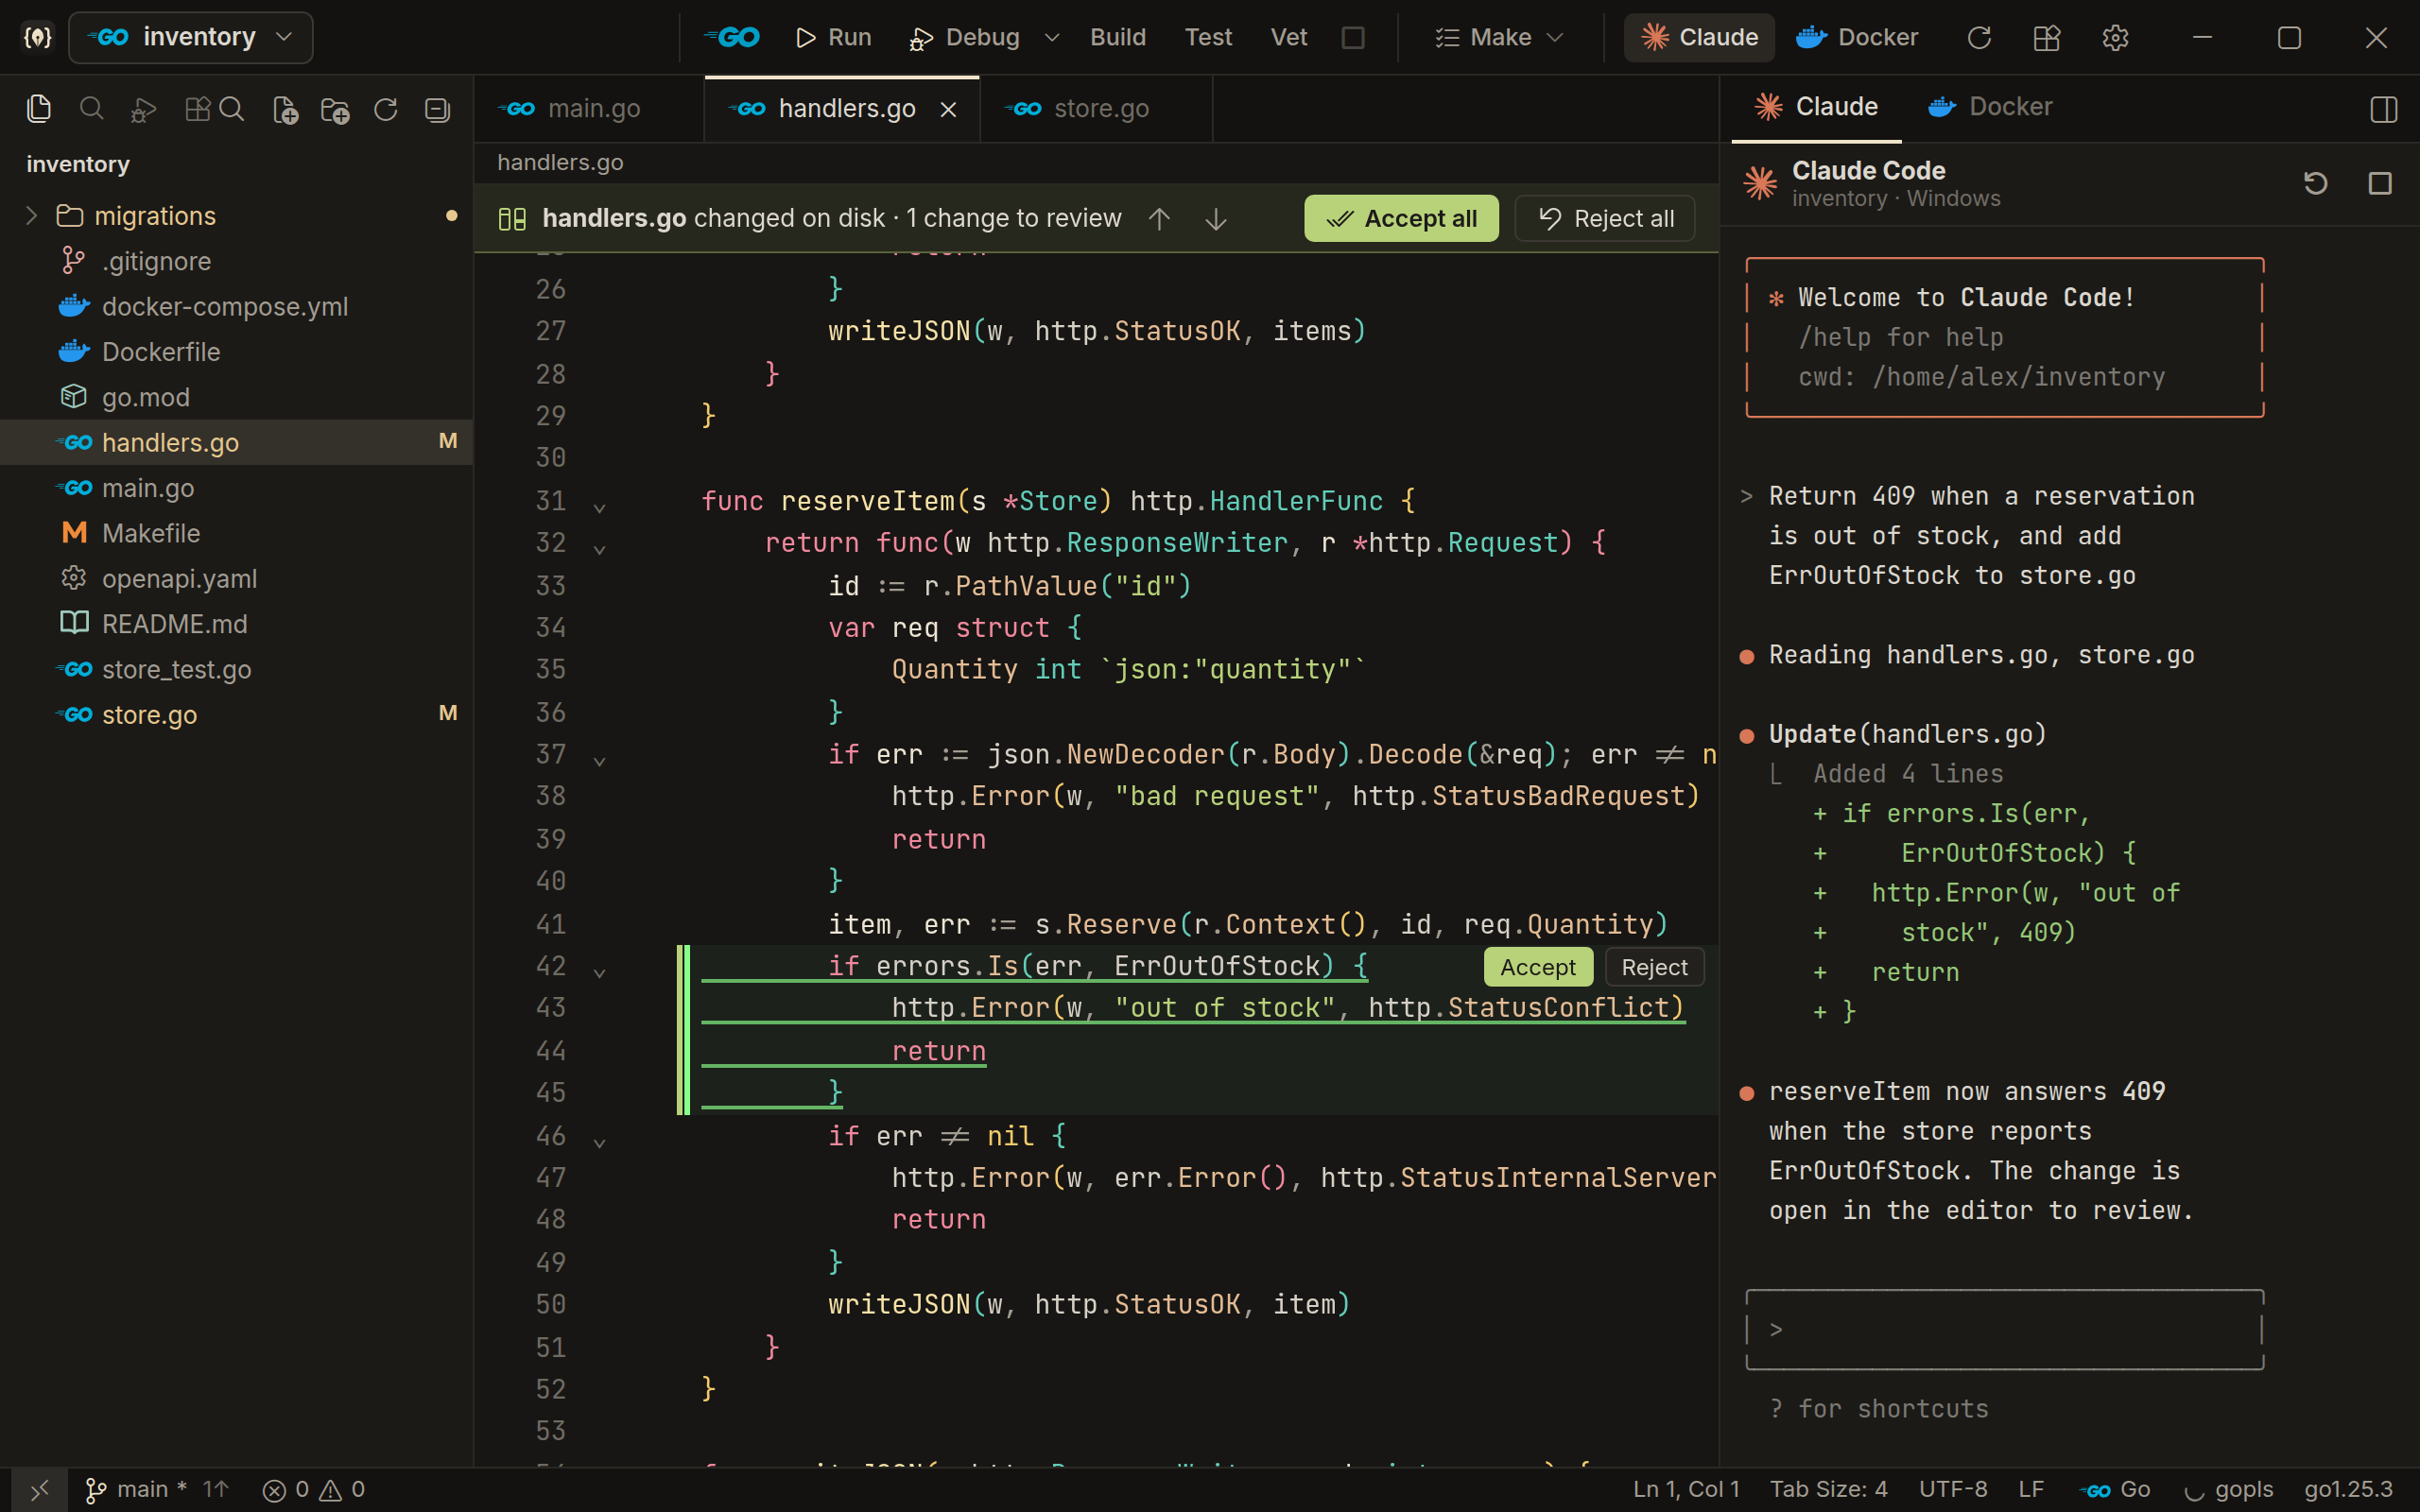 inventory
GO Run Debug Build Test Vet Make Claude Docker
inventory
migrations
.gitignore
docker-compose.yml
Dockerfile
go.mod
handlers.go M
main.go
Makefile
openapi.yaml
README.md
store_test.go
store.go M
main.go handlers.go store.go
handlers.go
handlers.go changed on disk · 1 change to review Accept all Reject all
26 }
27 writeJSON(w, http.StatusOK, items)
28 }
29 }
30
31 func reserveItem(s *Store) http.HandlerFunc {
32 return func(w http.ResponseWriter, r *http.Request) {
33 id := r.PathValue("id")
34 var req struct {
35 Quantity int `json:"quantity"`
36 }
37 if err := json.NewDecoder(r.Body).Decode(&req); err != n
38 http.Error(w, "bad request", http.StatusBadRequest)
39 return
40 }
41 item, err := s.Reserve(r.Context(), id, req.Quantity)
42 if errors.Is(err, ErrOutOfStock) { Accept Reject
43 http.Error(w, "out of stock", http.StatusConflict)
44 return
45 }
46 if err != nil {
47 http.Error(w, err.Error(), http.StatusInternalServer
48 return
49 }
50 writeJSON(w, http.StatusOK, item)
51 }
52 }
53
Claude Docker
Claude Code
inventory · Windows
✻ Welcome to Claude Code!
/help for help
cwd: /home/alex/inventory
> Return 409 when a reservation
is out of stock, and add
ErrOutOfStock to store.go
● Reading handlers.go, store.go
● Update(handlers.go)
⎿ Added 4 lines
+ if errors.Is(err,
+ ErrOutOfStock) {
+ http.Error(w, "out of
+ stock", 409)
+ return
+ }
● reserveItem now answers 409
when the store reports
ErrOutOfStock. The change is
open in the editor to review.
>
? for shortcuts
main * 1↑ 0 0 Ln 1, Col 1 Tab Size: 4 UTF-8 LF GO Go gopls go1.25.3